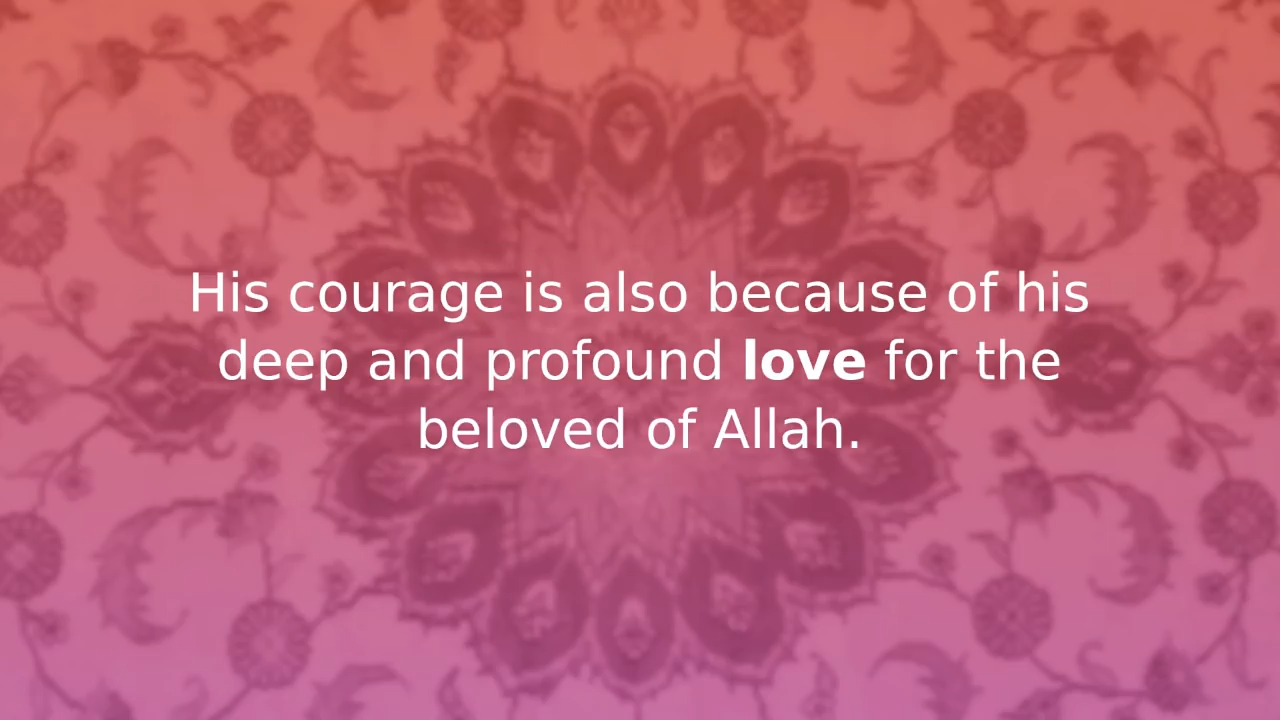 His courage is also because of his
deep and profound love for the
beloved of Allah.